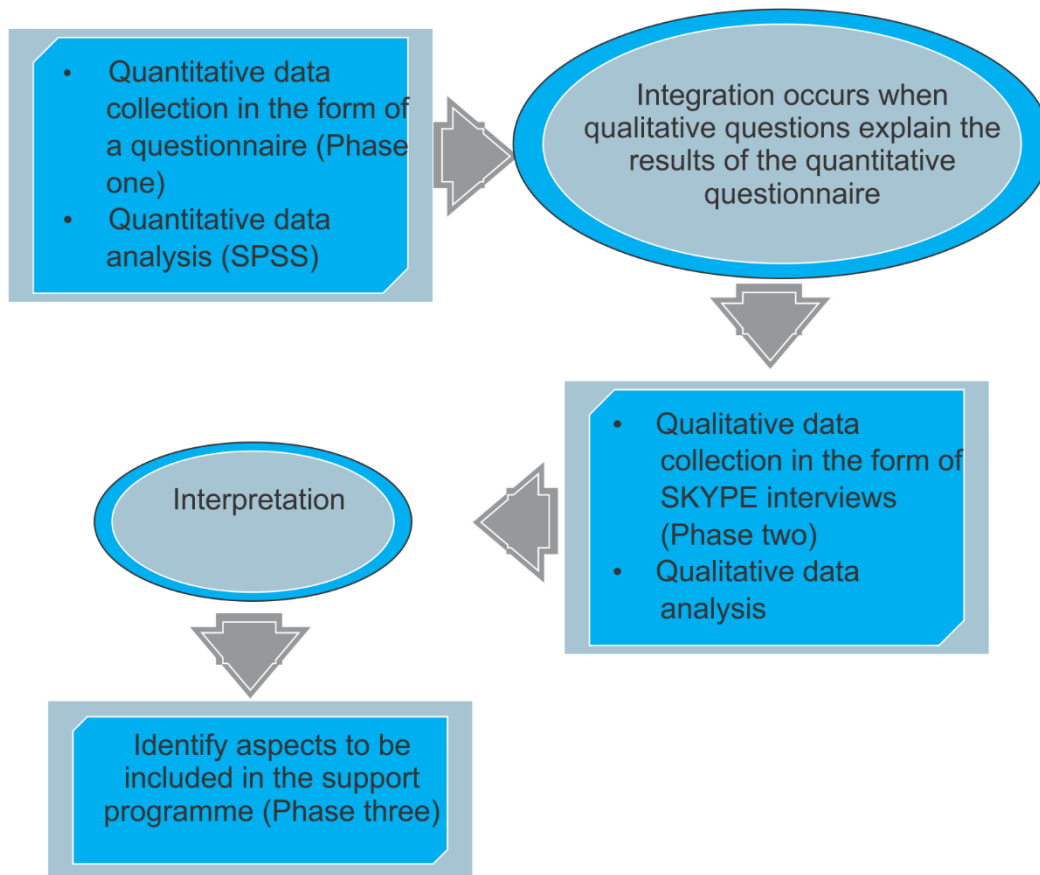 • Quantitative data
collection in the form of
a questionnaire (Phase
one)
• Quantitative data
analysis (SPSS)
Integration occurs when
qualitative questions explain the
results of the quantitative
questionnaire
• Qualitative data
collection in the form of
SKYPE interviews
(Phase two)
• Qualitative data
analysis
Interpretation
Identify aspects to be
included in the support
programme (Phase three)